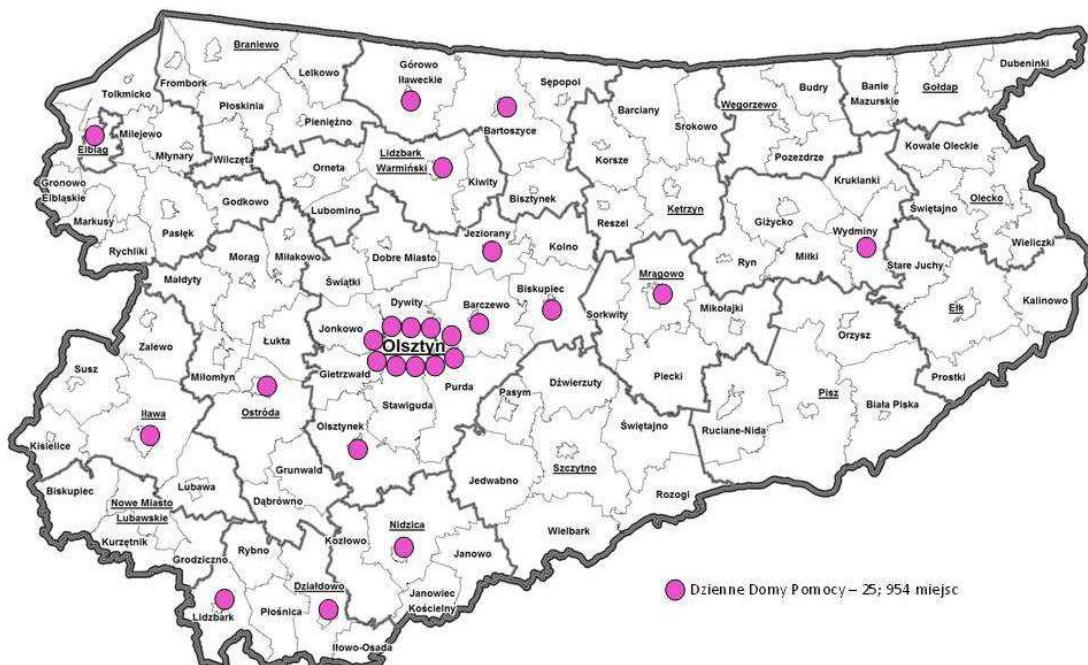 Braniewo
Lelkowo
Górowo
Iławeckie
Sępopol
Dubeninki
Frombork
Tolkmicko
Płoskinia
Pieniężno
Bartoszyce
Barciany
Srokowo
Węgorzewo
Budry
Banie
Mazurskie
Gołdap
Elbląg
Milejewo
Młynary
Wilczęta
Orneta
Lidzbark
Warmiński
Kiwity
Korsze
Pozezdrze
Kowale Oleckie
Gronowo
Elbląskie
Markusy
Pasłęk
Godkowo
Lubomino
Bisztynek
Reszel
Kętrzyn
Kruklanki
Giżycko
Świętajno
Olecko
Rychliki
Morąg
Miłakowo
Dobre Miasto
Jeziorany
Kolno
Ryn
Miłki
Wydminy
Wieliczki
Stare Juchy
Małdyty
Świątki
Dywity
Barczewo
Biskupiec
Mrągowo
Sorkwity
Mikołajki
Ełk
Kalinowo
Zalewo
Łukta
Jonkowo
Olsztyn
Orzysz
Susz
Miłomłyn
Gietrzwałd
Purda
Pasym
Dźwierzuty
Piecki
Prostki
Iława
Ostróda
Stawiguda
Olsztynek
Świętajno
Ruciane-Nida
Pisz
Biała Piska
Kisielice
Szczytno
Biskupiec
Nowe Miasto
Lubawskie
Lubawa
Grunwald
Dąbrówno
Jedwabno
Rozogi
Kurzętnik
Grodziczno
Rybno
Kozłowo
Nidzica
Janowo
Wielbark
Lidzbark
Płośnica
Działdowo
Janowiec
Kościelny
Iłowo-Osada
Dzienne Domy Pomocy – 25; 954 miejsc